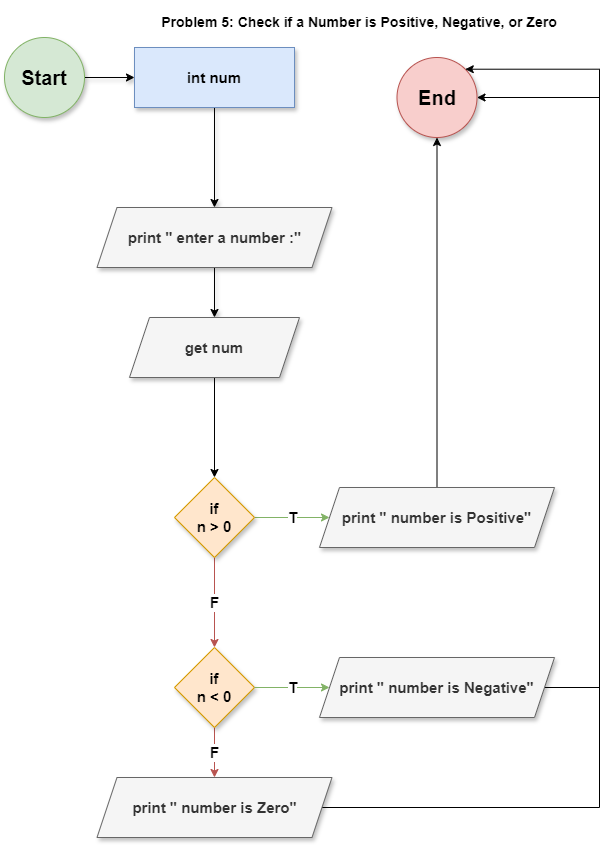 Problem 5: Check if a Number is Positive, Negative, or Zero
Start
int num
End
print " enter a number :"
get num
if
n > 0
T
print " number is Positive"
F
if
n < 0
T
print " number is Negative"
F
print " number is Zero"